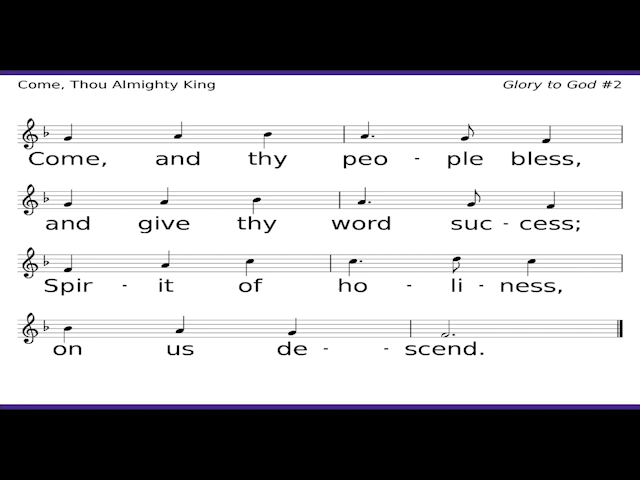 Come, Thou Almighty King
Glory to God #2
Come, and thy peo - ple bless,
and give thy word suc - cess;
Spir - it of ho - li - ness,
on us de - - scend.